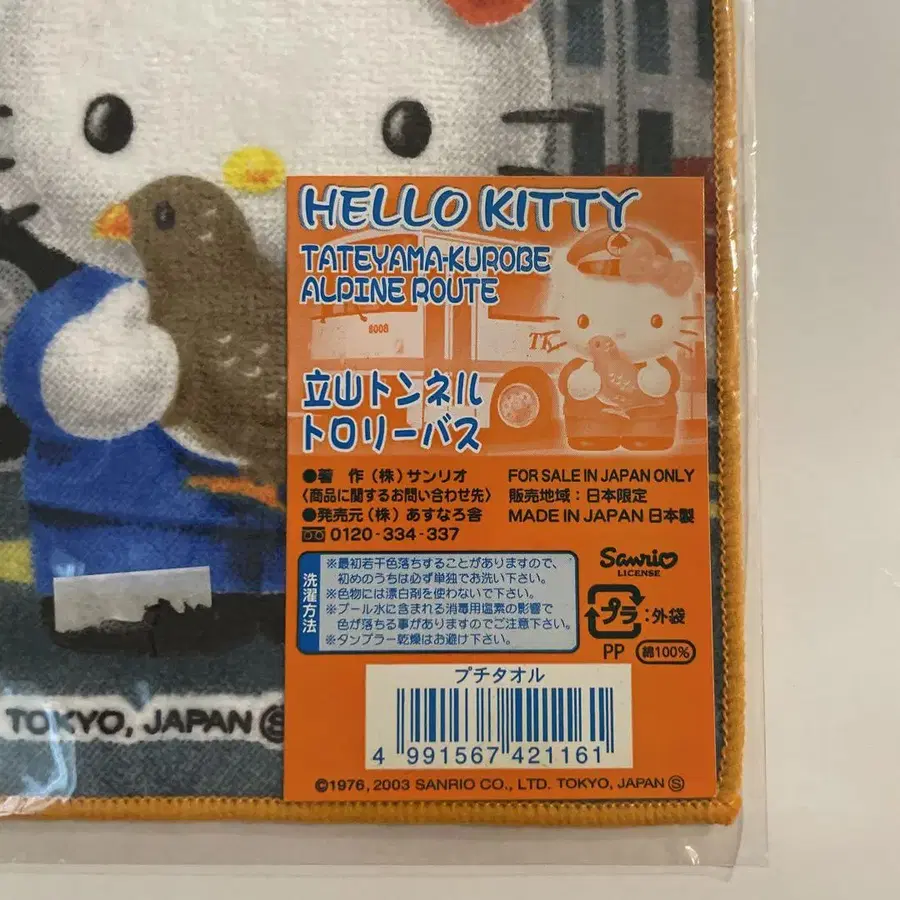 HELLO KITTY
TATEYAMA-KUROBE
ALPINE ROUTE
8008
TK
立山トンネル
トロリーバス
●著　作（株）サンリオ
〈商品に関するお問い合わせ先〉
●発売元（株）あすなろ舎
0120-334-337
FOR SALE IN JAPAN ONLY
販売地域：日本限定
MADE IN JAPAN 日本製
洗濯方法
※最初若干色落ちすることがありますので、
初めのうちは必ず単独でお洗い下さい。
※色物には漂白剤を使わないで下さい。
※プール水に含まれる消毒用塩素の影響で
色が落ちる事がありますのでご注意下さい。
※タンブラー乾燥はお避け下さい。
Sanrio
LICENSE
プラ：外袋
PP 綿100%
プチタオル
4 991567 421161
©1976, 2003 SANRIO CO., LTD. TOKYO, JAPAN Ⓢ
TOKYO, JAPAN Ⓢ